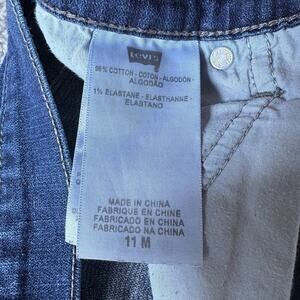 Levi's
99% COTTON - COTON - ALGODÓN -
ALGODÃO
1% ELASTANE - ELASTHANNE -
ELASTANO
MADE IN CHINA
FABRIQUE EN CHINE
FABRICADO EN CHINA
FABRICADO NA CHINA
11 M